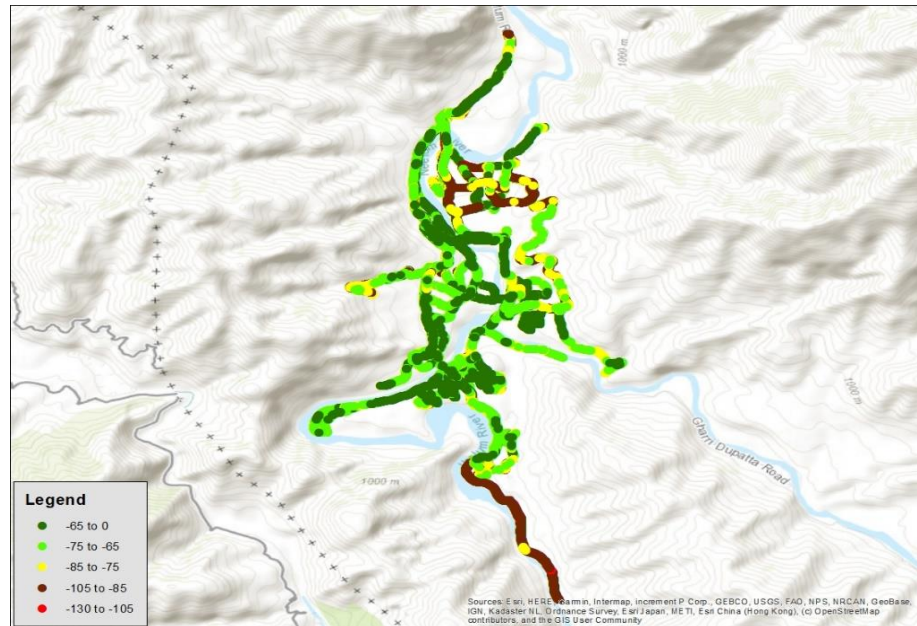 1000 m
River
1000 m
River
1000 m
Gharri Dupatta Road
Legend
-65 to 0
-75 to -65
-85 to -75
-105 to -85
-130 to -105
Sources: Esri, HERE, Garmin, Intermap, increment P Corp., GEBCO, USGS, FAO, NPS, NRCAN, GeoBase,
IGN, Kadaster NL, Ordnance Survey, Esri Japan, METI, Esri China (Hong Kong), (c) OpenStreetMap
contributors, and the GIS User Community